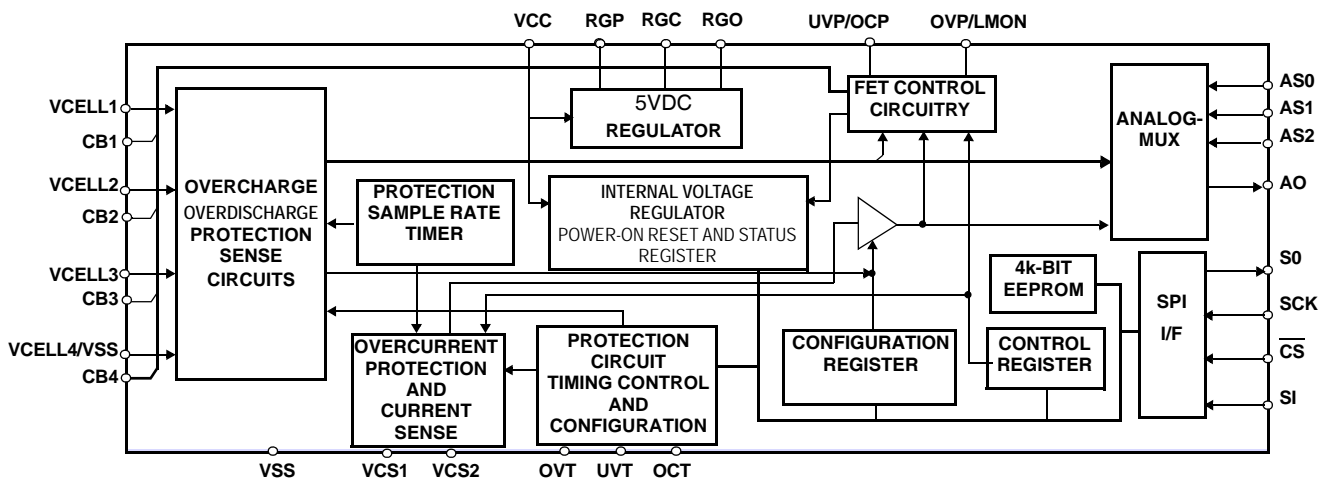 VCC
RGP
RGC
RGO
UVP/OCP
OVP/LMON
VCELL1
CB1
VCELL2
CB2
VCELL3
CB3
VCELL4/VSS
CB4
OVERCHARGE
OVERDISCHARGE
PROTECTION
SENSE
CIRCUITS
5VDC
REGULATOR
FET CONTROL
CIRCUITRY
ANALOG-
MUX
AS0
AS1
AS2
AO
PROTECTION
SAMPLE RATE
TIMER
INTERNAL VOLTAGE
REGULATOR
POWER-ON RESET AND STATUS
REGISTER
4k-BIT
EEPROM
SPI
I/F
S0
SCK
CS
SI
OVERCURRENT
PROTECTION
AND
CURRENT
SENSE
PROTECTION
CIRCUIT
TIMING CONTROL
AND
CONFIGURATION
CONFIGURATION
REGISTER
CONTROL
REGISTER
VSS
VCS1
VCS2
OVT
UVT
OCT